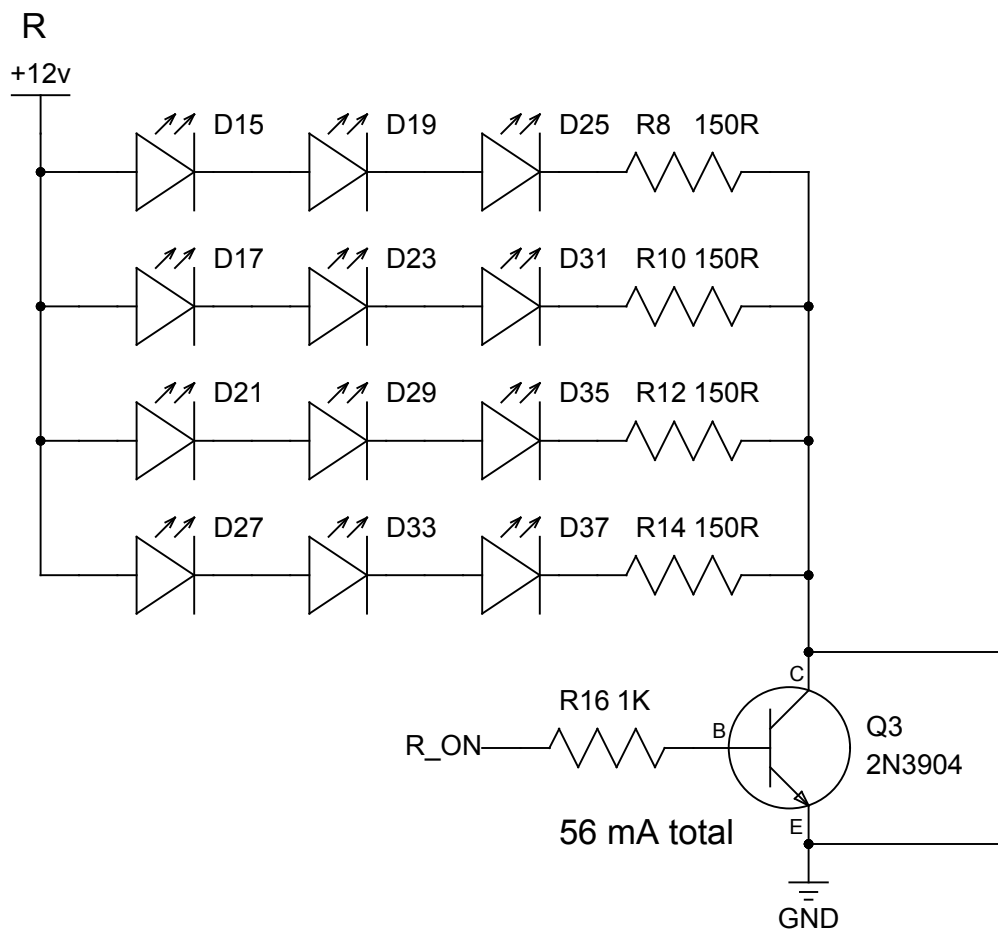 R
+12v
D15 D19 D25 R8 150R
D17 D23 D31 R10 150R
D21 D29 D35 R12 150R
D27 D33 D37 R14 150R
C
R16 1K
B
Q3
R_ON
2N3904
E
56 mA total
GND